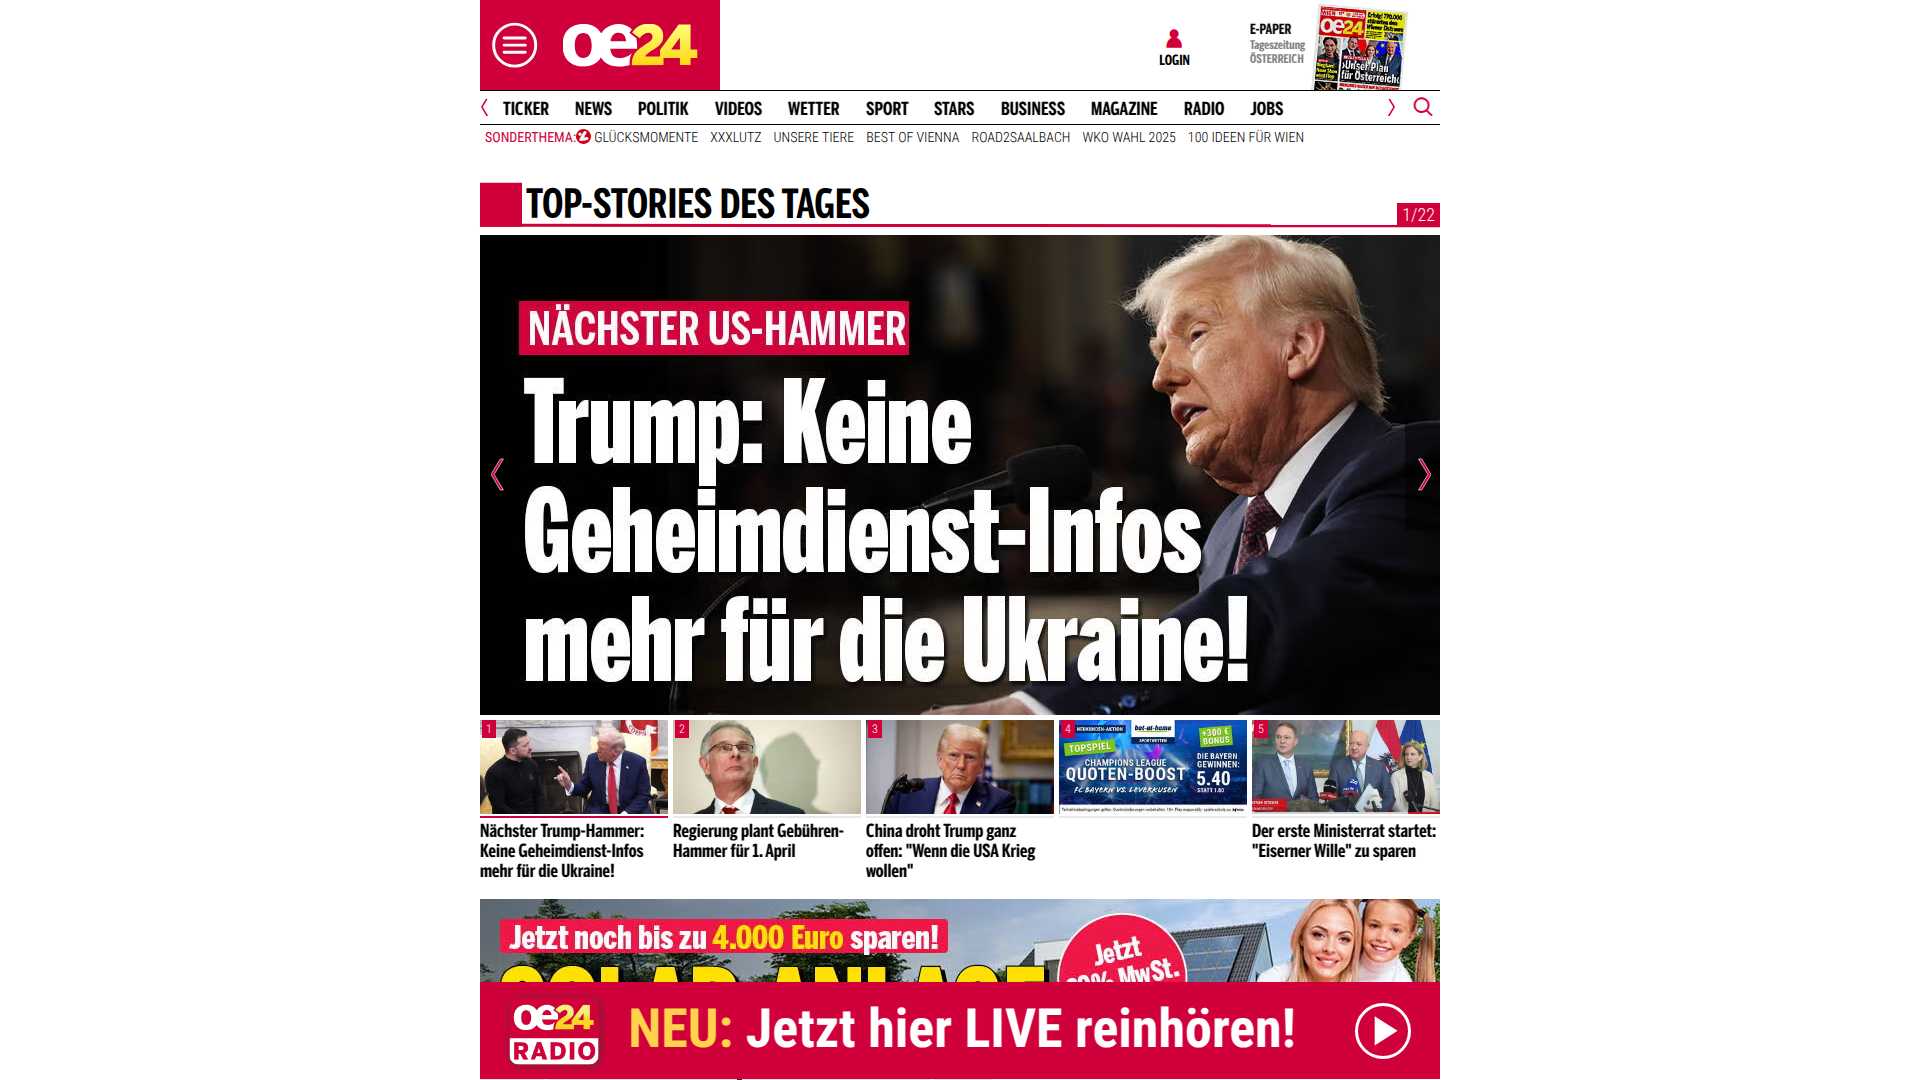 oe24
LOGIN
E-PAPER
Tageszeitung
ÖSTERREICH
oe24
TICKER NEWS POLITIK VIDEOS WETTER SPORT STARS BUSINESS MAGAZINE RADIO JOBS
SONDERTHEMA: GLÜCKSMOMENTE XXXLUTZ UNSERE TIERE BEST OF VIENNA ROAD2SAALBACH WKO WAHL 2025 100 IDEEN FÜR WIEN
TOP-STORIES DES TAGES
1/22
NÄCHSTER US-HAMMER
Trump: Keine
Geheimdienst-Infos
mehr für die Ukraine!
1
2
3
4
5
TOPSPIEL
CHAMPIONS LEAGUE
QUOTEN-BOOST
FC BAYERN VS. LEVERKUSEN
+300 €
BONUS
DIE BAYERN
GEWINNEN:
5.40
Nächster Trump-Hammer:
Keine Geheimdienst-Infos
mehr für die Ukraine!
Regierung plant Gebühren-
Hammer für 1. April
China droht Trump ganz
offen: "Wenn die USA Krieg
wollen"
Der erste Ministerrat startet:
"Eiserner Wille" zu sparen
Jetzt noch bis zu 4.000 Euro sparen!
Jetzt
MwSt.
oe24
RADIO
NEU: Jetzt hier LIVE reinhören!